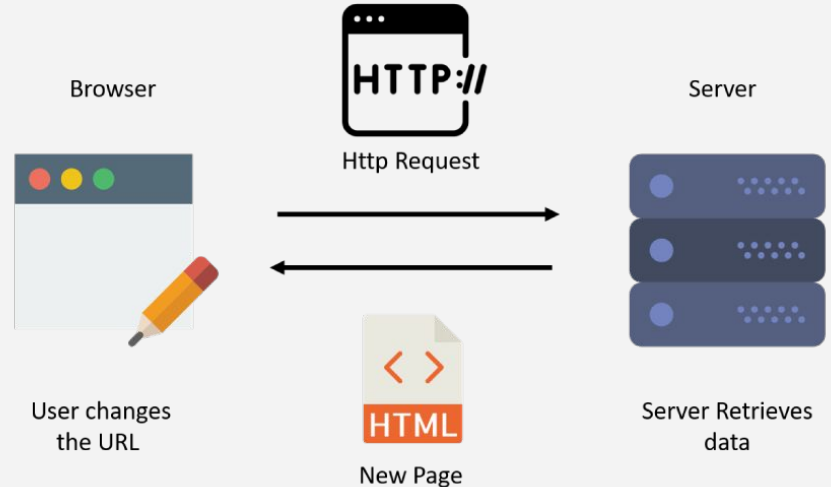 Browser
HTTP://
Http Request
Server
User changes
the URL
HTML
New Page
Server Retrieves
data